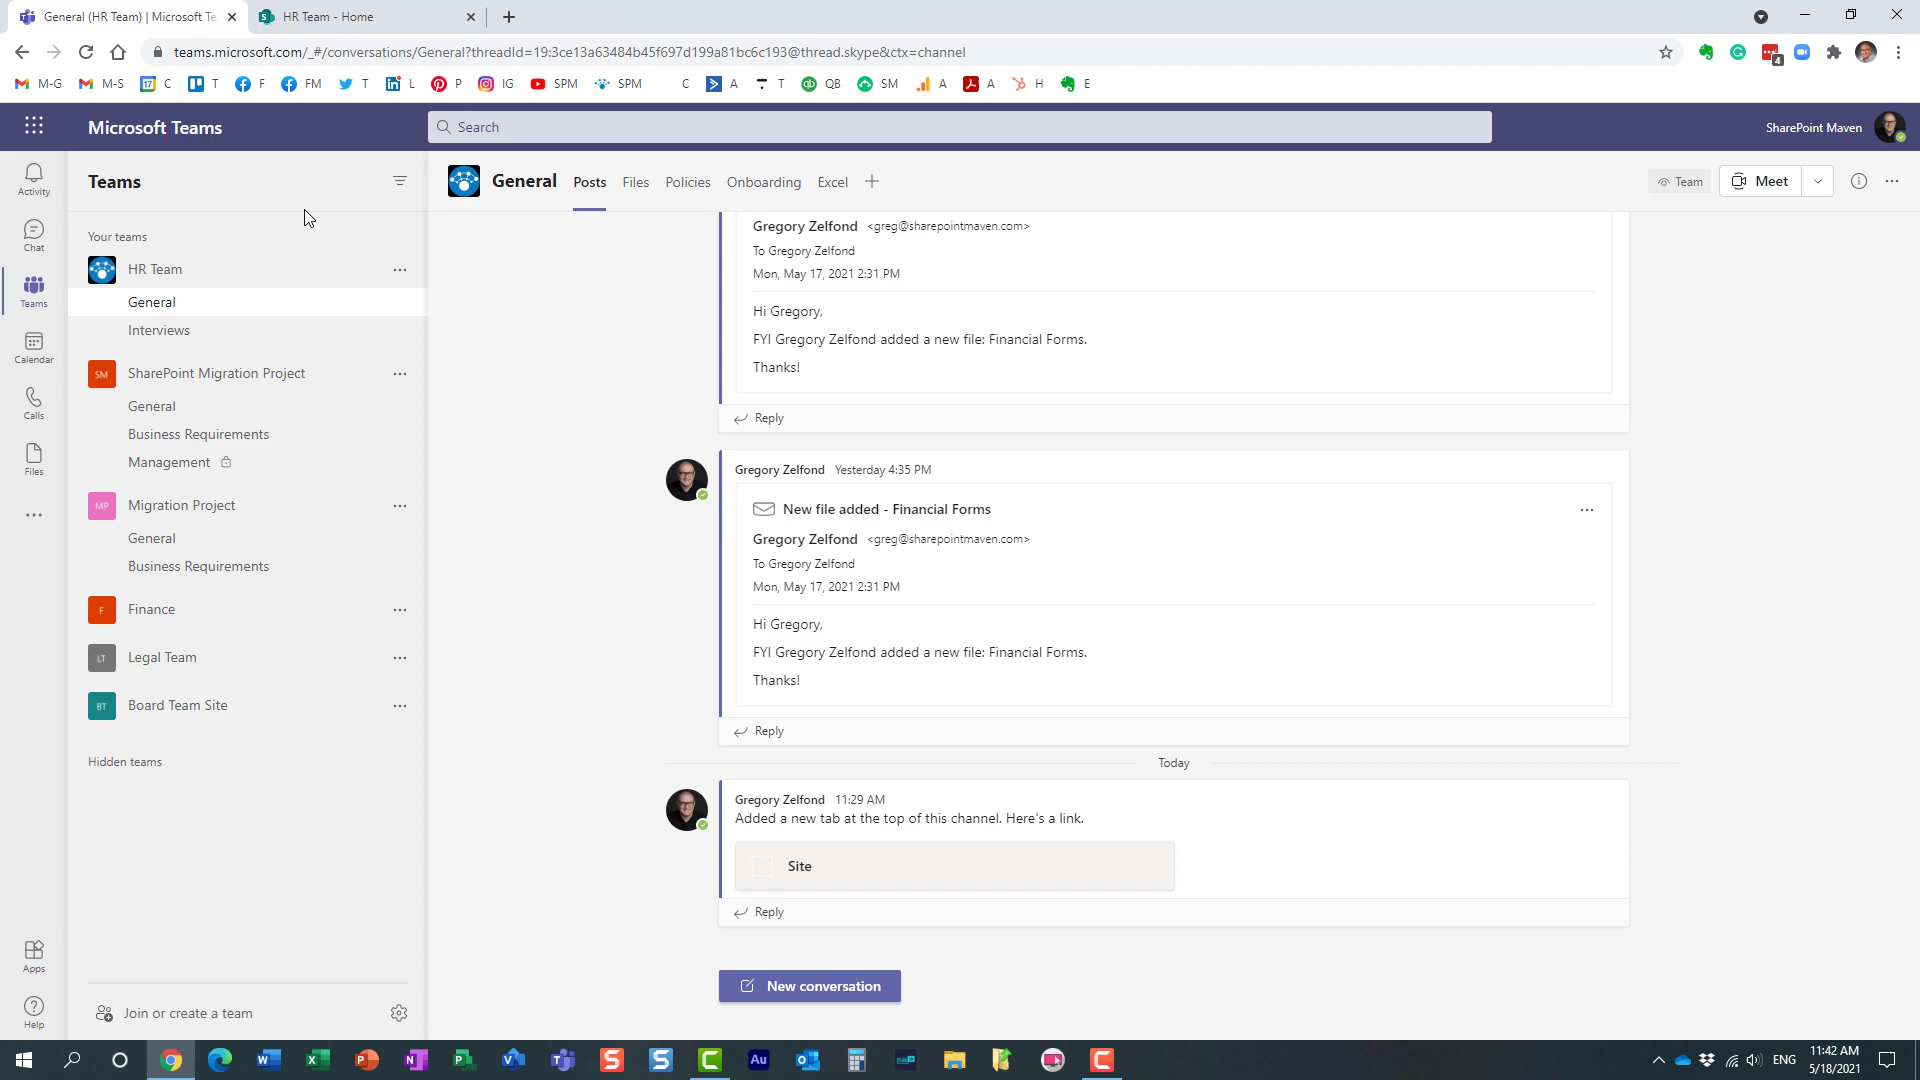 General (HR Team) | Microsoft Te
HR Team - Home
teams.microsoft.com/_#/conversations/General?threadId=19:3ce13a63484b45f697d199a81bc6c193@thread.skype&ctx=channel
4
M-G M-S 17 C T F FM T L P IG SPM SPM C A T QB SM A A H E
Microsoft Teams
Search
SharePoint Maven
Activity
Chat
Teams
Calendar
Calls
Files
Apps
Help
Teams
Your teams
HR Team
General
Interviews
SM SharePoint Migration Project
General
Business Requirements
Management
MP Migration Project
General
Business Requirements
F Finance
LT Legal Team
BT Board Team Site
Hidden teams
Join or create a team
General Posts Files Policies Onboarding Excel
Team
Meet
Gregory Zelfond <greg@sharepointmaven.com>
To Gregory Zelfond
Mon, May 17, 2021 2:31 PM
Hi Gregory,
FYI Gregory Zelfond added a new file: Financial Forms.
Thanks!
Reply
Gregory Zelfond Yesterday 4:35 PM
New file added - Financial Forms
Gregory Zelfond <greg@sharepointmaven.com>
To Gregory Zelfond
Mon, May 17, 2021 2:31 PM
Hi Gregory,
FYI Gregory Zelfond added a new file: Financial Forms.
Thanks!
Reply
Today
Gregory Zelfond 11:29 AM
Added a new tab at the top of this channel. Here's a link.
Site
Reply
New conversation
ENG
11:42 AM
5/18/2021